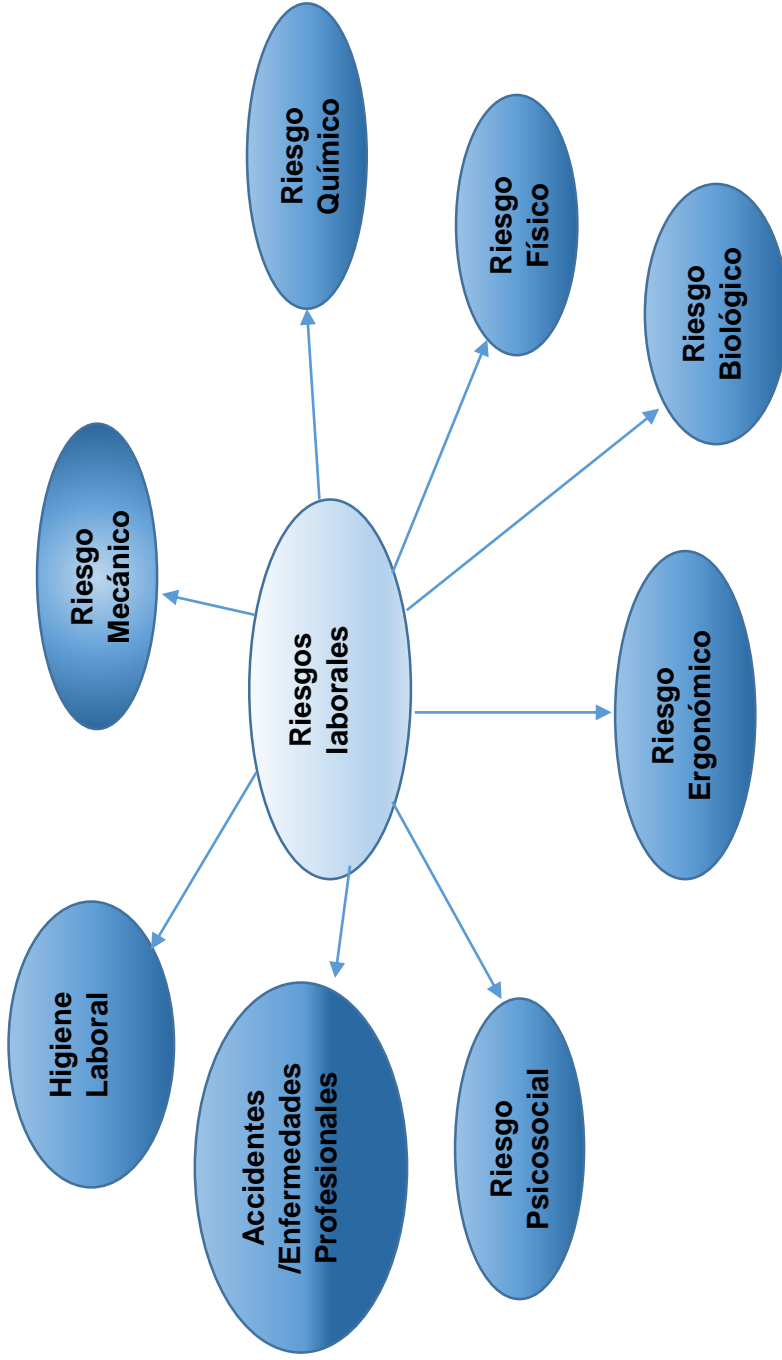 Higiene
Laboral
Riesgo
Mecánico
Riesgo
Químico
Accidentes
/Enfermedades
Profesionales
Riesgos
laborales
Riesgo
Físico
Riesgo
Psicosocial
Riesgo
Ergonómico
Riesgo
Biológico